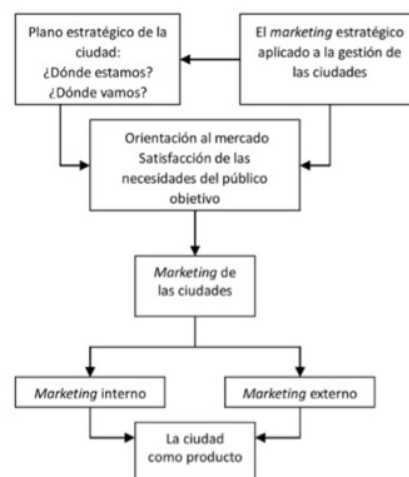 Plano estratégico de la
ciudad:
¿Dónde estamos?
¿Dónde vamos?
El marketing estratégico
aplicado a la gestión de
las ciudades
Orientación al mercado
Satisfacción de las
necesidades del público
objetivo
Marketing de
las ciudades
Marketing interno
Marketing externo
La ciudad
como producto